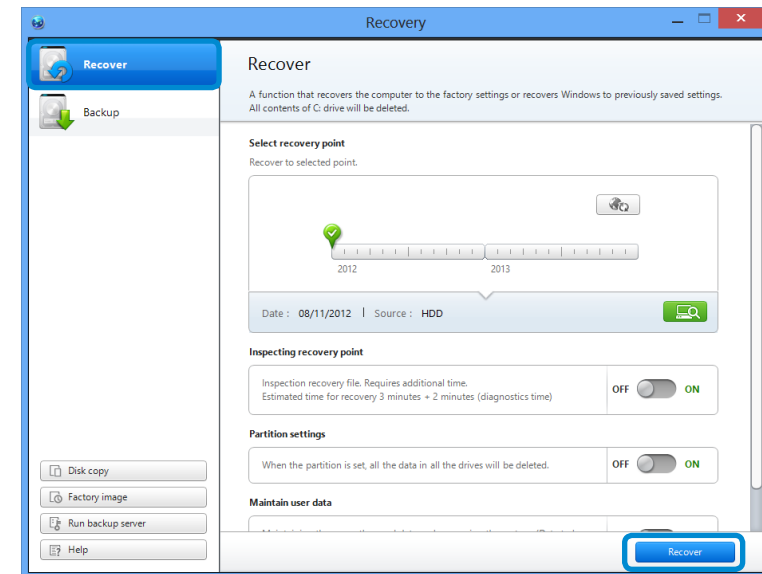 Recovery
Recover
Backup
Disk copy
Factory image
Run backup server
Help
Recover
A function that recovers the computer to the factory settings or recovers Windows to previously saved settings.
All contents of C: drive will be deleted.
Select recovery point
Recover to selected point.
2012 2013
Date : 08/11/2012 | Source : HDD
Inspecting recovery point
Inspection recovery file. Requires additional time.
Estimated time for recovery 3 minutes + 2 minutes (diagnostics time)
OFF ON
Partition settings
When the partition is set, all the data in all the drives will be deleted.
OFF ON
Maintain user data
Recover